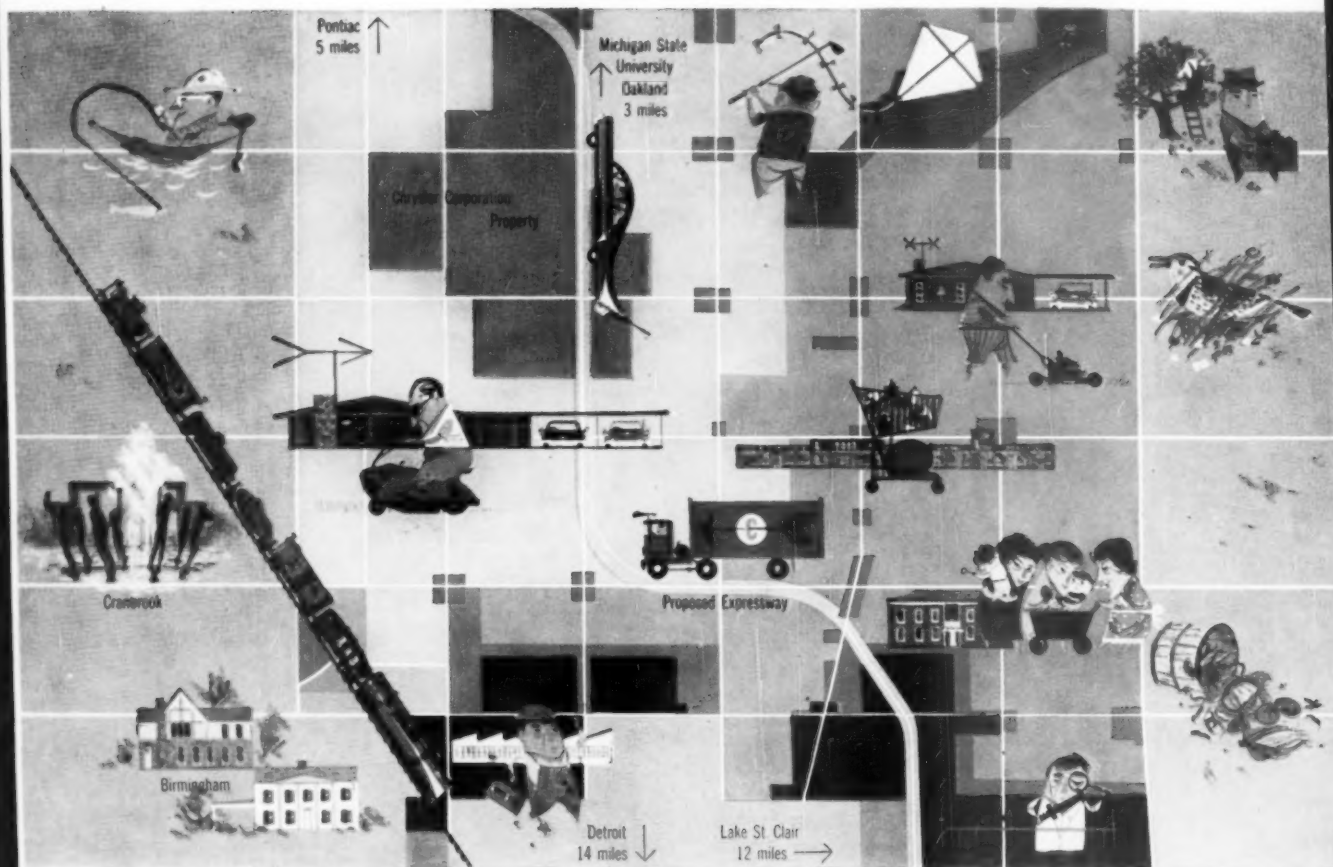 Pontiac
5 miles
Michigan State
University
Oakland
3 miles
Chrysler Corporation
Property
C
Cranbrook
Proposed Expressway
Birmingham
Detroit
14 miles
Lake St. Clair
12 miles